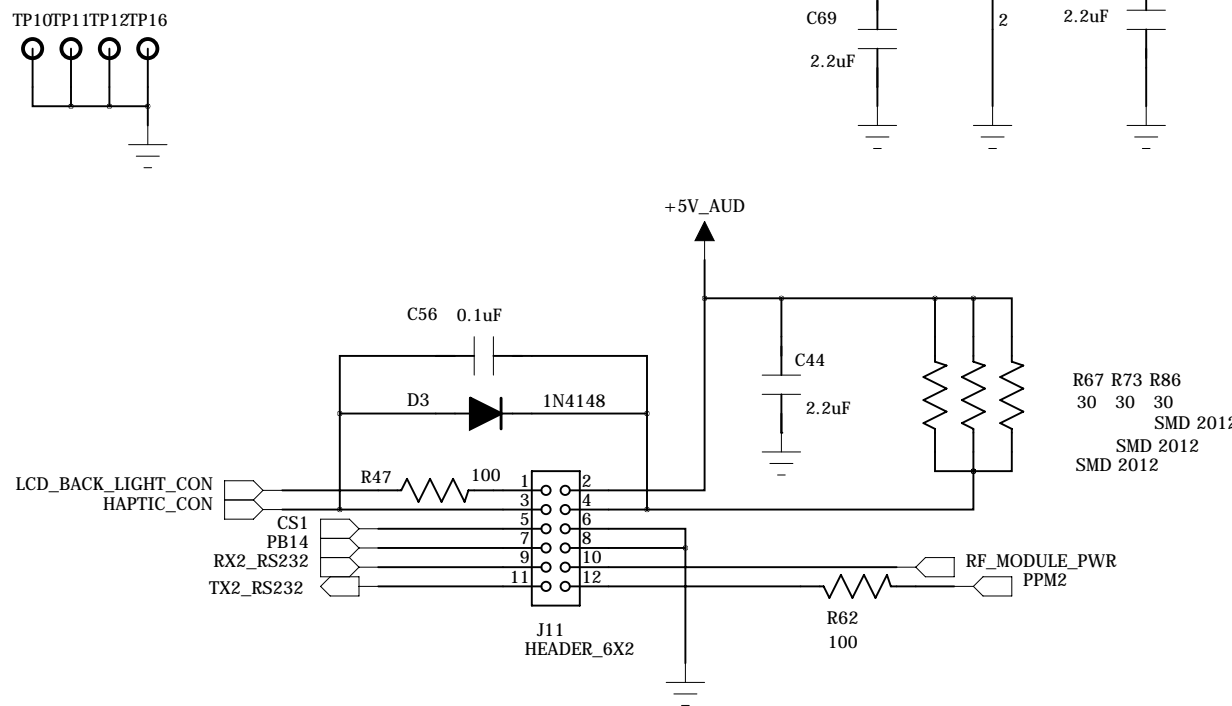 TP10TP11TP12TP16
C69
2.2uF
2
2.2uF
+5V_AUD
C56 0.1uF
D3 1N4148
C44
2.2uF
R67 R73 R86
30 30 30
SMD 2012
SMD 2012
SMD 2012
LCD_BACK_LIGHT_CON
R47 100
HAPTIC_CON
CS1
PB14
RX2_RS232
TX2_RS232
1 2
3 4
5 6
7 8
9 10
11 12
RF_MODULE_PWR
PPM2
R62
100
J11
HEADER_6X2